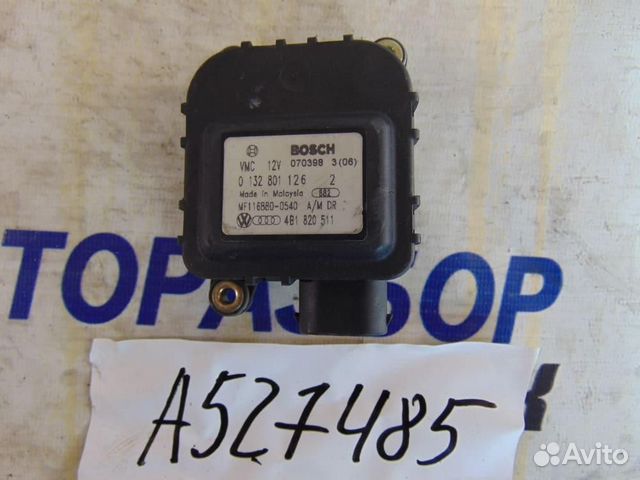 BOSCH
VMC 12V 070398 3(06)
0 132 801 126 2
Made in Malaysia 682
MF116880-0540 A/M DR
4B1 820 511
ТОРАЗБОР
К
A527485
Avito